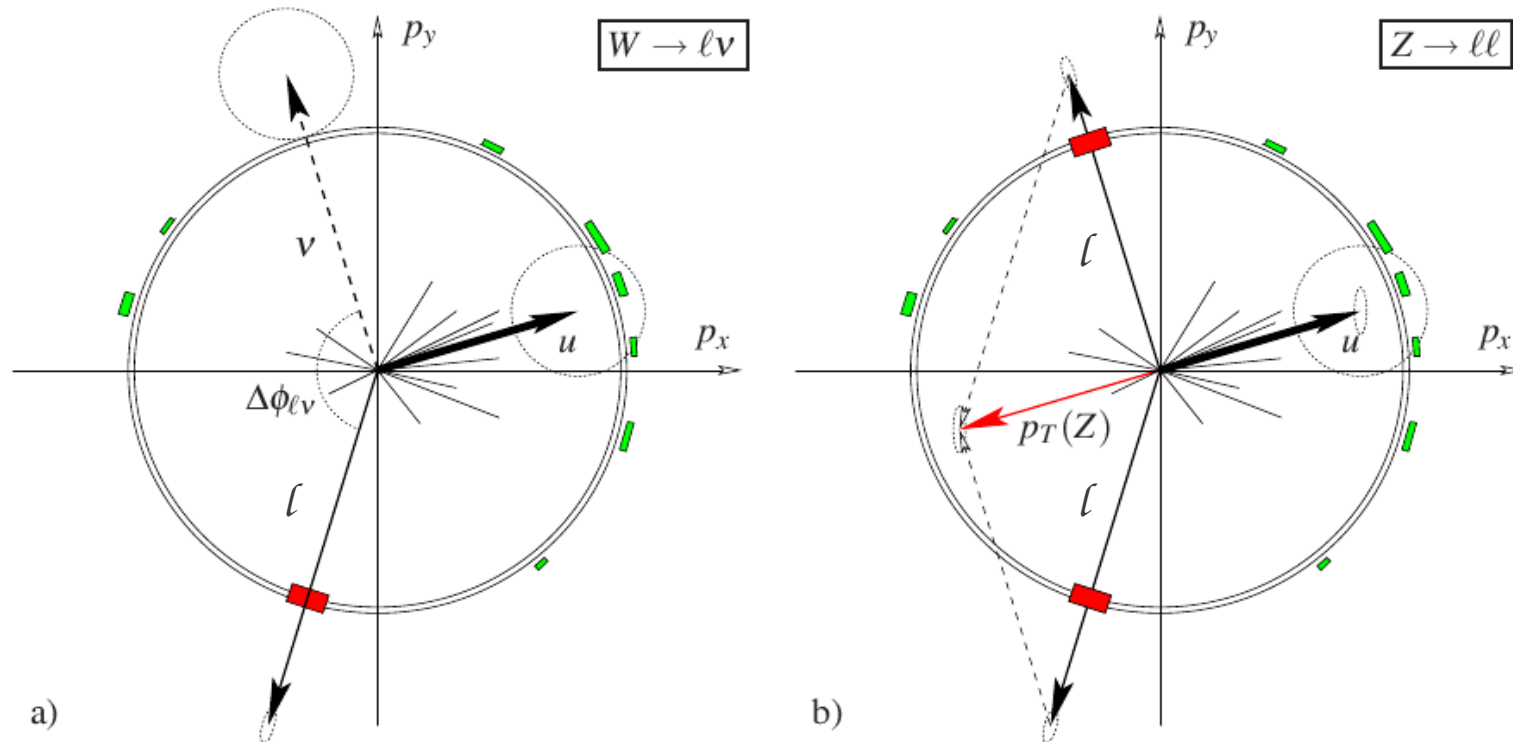 p_y
W → ℓν
ν
u
p_x
Δϕ_ℓν
ℓ
a)
p_y
Z → ℓℓ
ℓ
u
p_x
p_T(Z)
ℓ
b)